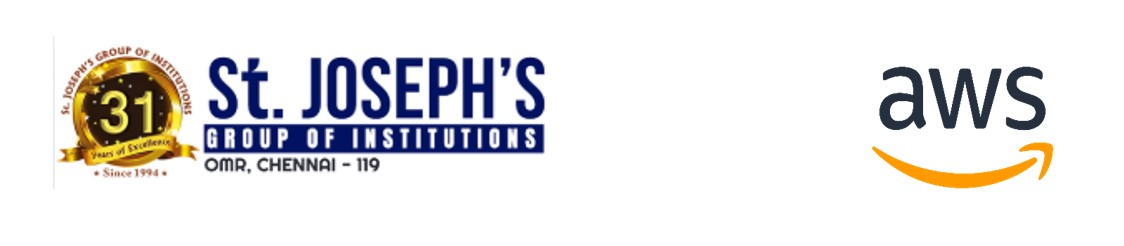 St. JOSEPH'S GROUP OF INSTITUTIONS
31
Years of Excellence
• Since 1994 •
St. JOSEPH'S
GROUP OF INSTITUTIONS
OMR, CHENNAI - 119
aws